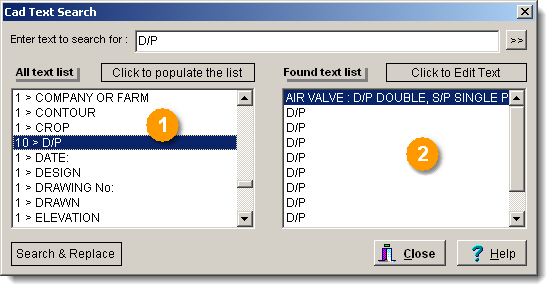 Cad Text Search
Enter text to search for : D/P >>
All text list Click to populate the list
1 > COMPANY OR FARM
1 > CONTOUR
1 > CROP
10 > D/P
1 > DATE:
1 > DESIGN
1 > DRAWING No:
1 > DRAWN
1 > ELEVATION
1
Found text list Click to Edit Text
AIR VALVE : D/P DOUBLE, S/P SINGLE P
D/P
D/P
D/P
D/P
D/P
D/P
D/P
D/P
2
Search & Replace Close ? Help